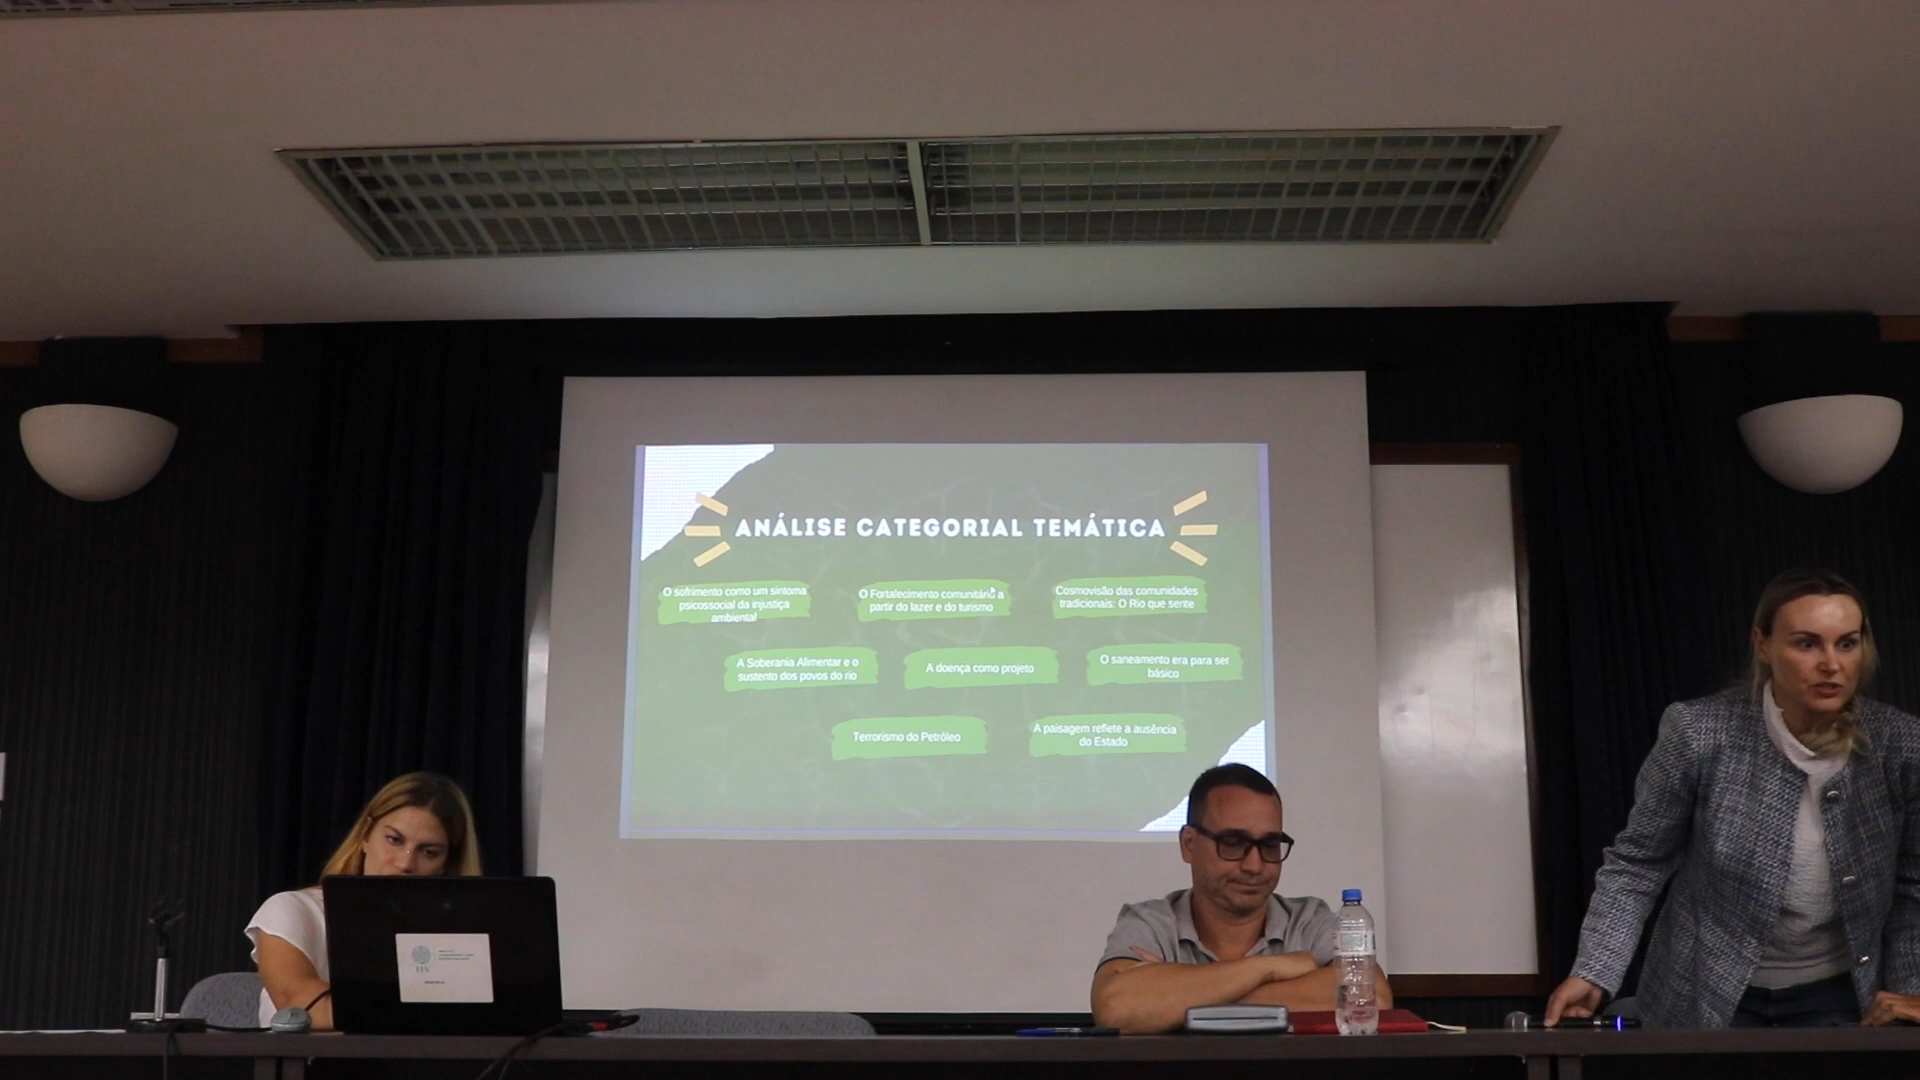 ANÁLISE CATEGORIAL TEMÁTICA
O sofrimento como um sintoma
psicossocial da injustiça
ambiental
O Fortalecimento comunitário a
partir do lazer e do turismo
Cosmovisão das comunidades
tradicionais: O Rio que sente
A Soberania Alimentar e o
sustento dos povos do rio
A doença como projeto
O saneamento era para ser
básico
Terrorismo do Petróleo
A paisagem reflete a ausência
do Estado